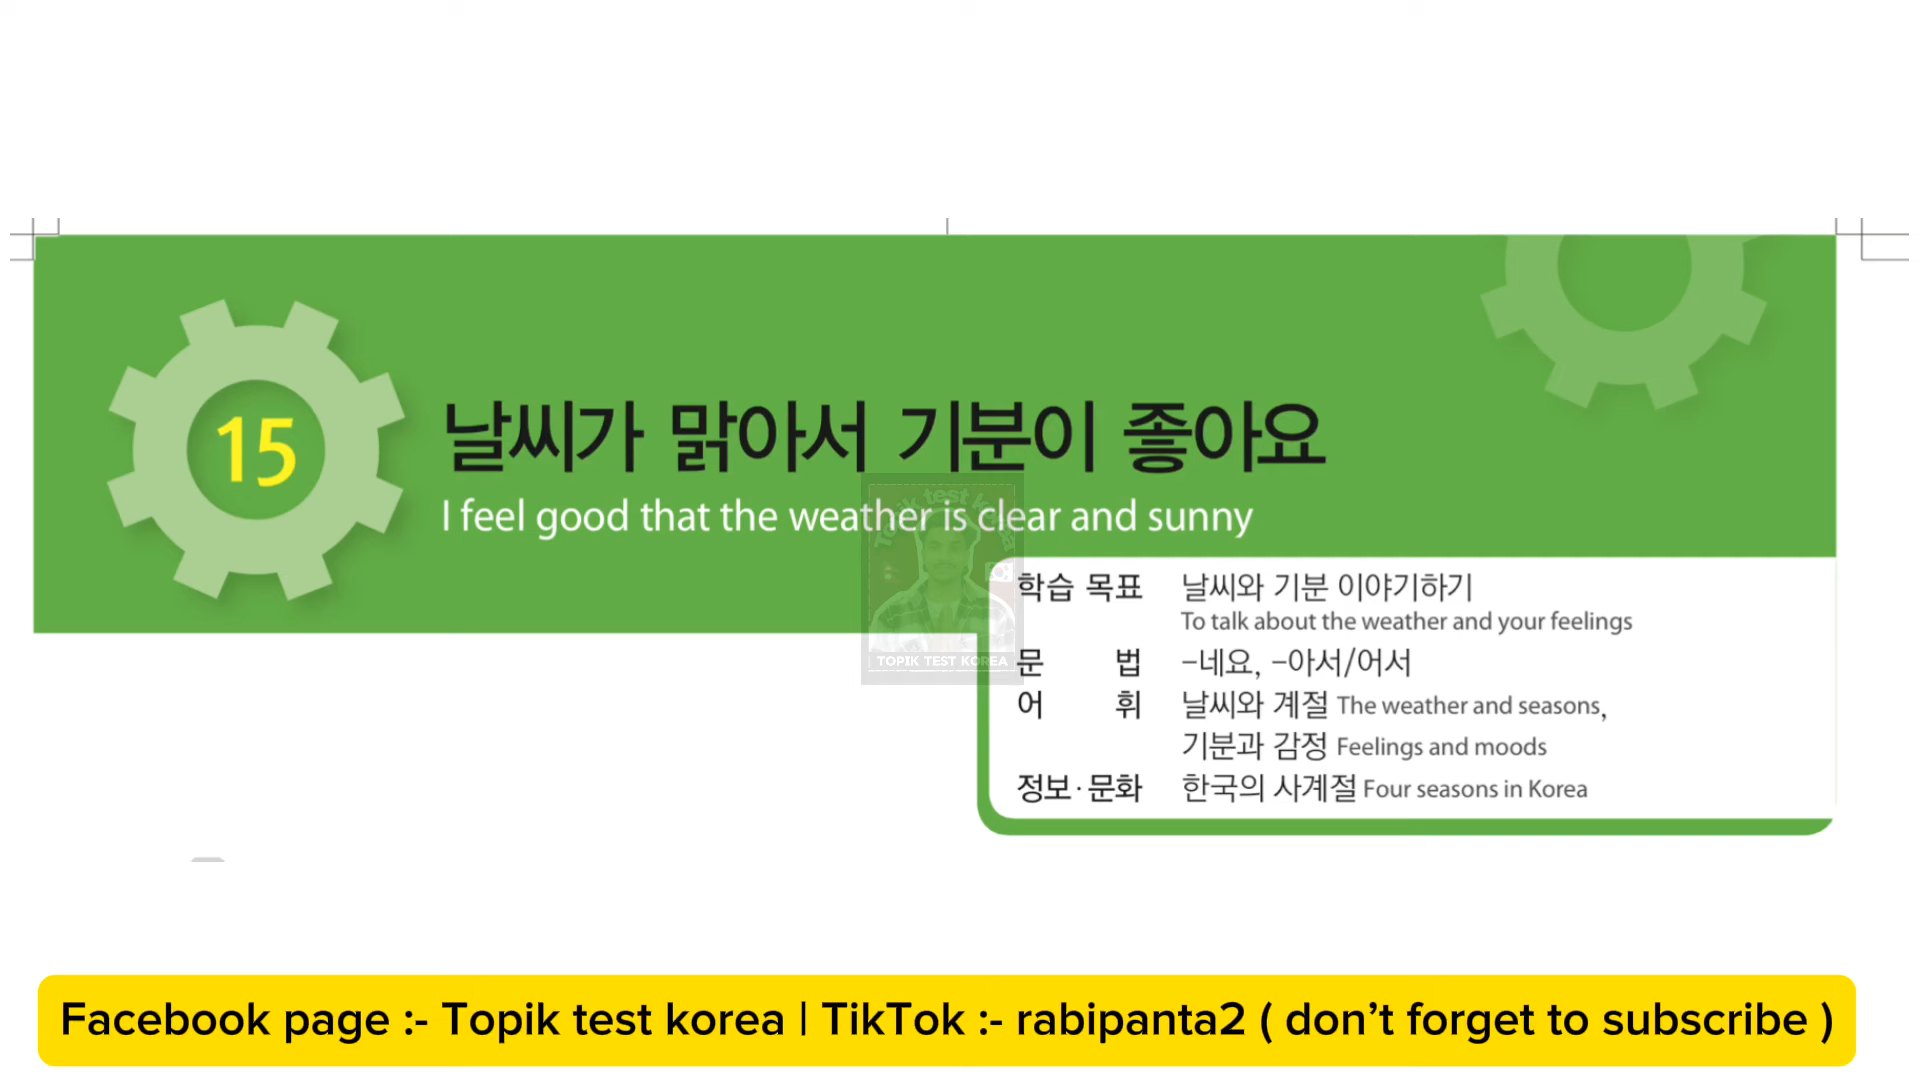 15
날씨가 맑아서 기분이 좋아요
I feel good that the weather is clear and sunny
Topik test korea
TOPIK TEST KOREA
학습 목표 날씨와 기분 이야기하기
To talk about the weather and your feelings
문 법 –네요, –아서/어서
어 휘 날씨와 계절 The weather and seasons,
기분과 감정 Feelings and moods
정보·문화 한국의 사계절 Four seasons in Korea
Facebook page :- Topik test korea | TikTok :- rabipanta2 ( don’t forget to subscribe )